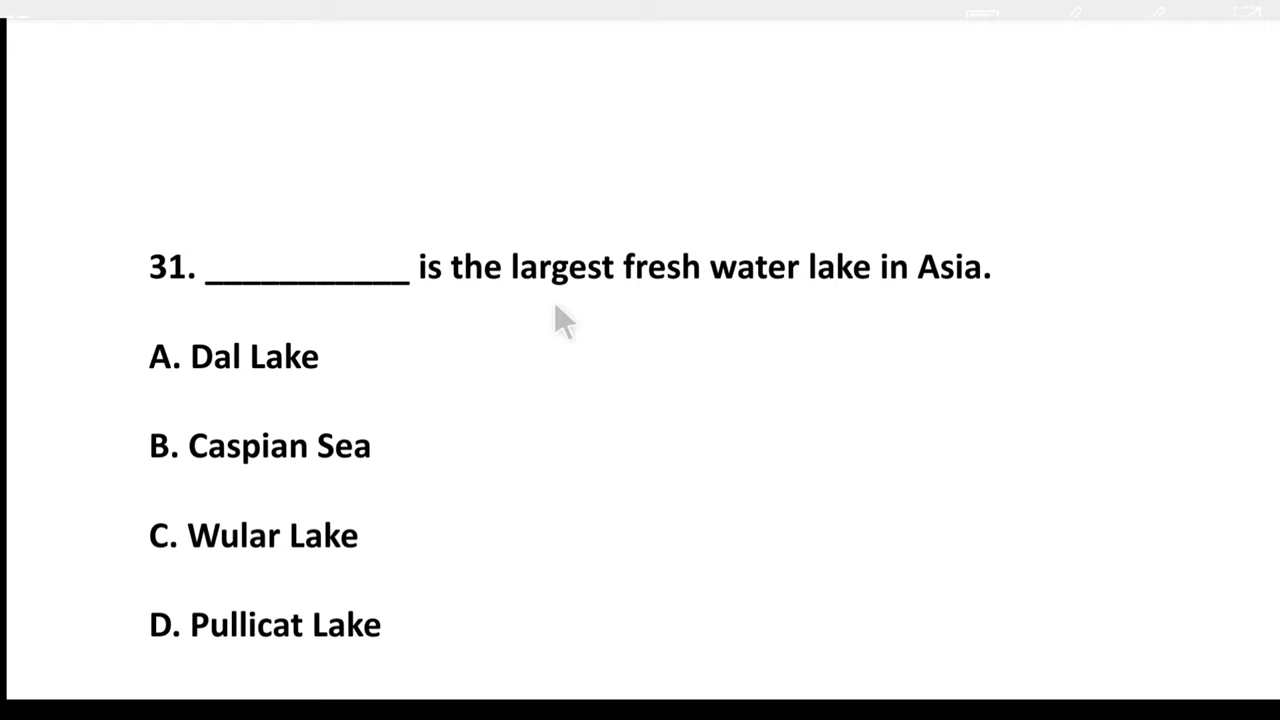 31. ___________ is the largest fresh water lake in Asia.
A. Dal Lake
B. Caspian Sea
C. Wular Lake
D. Pullicat Lake